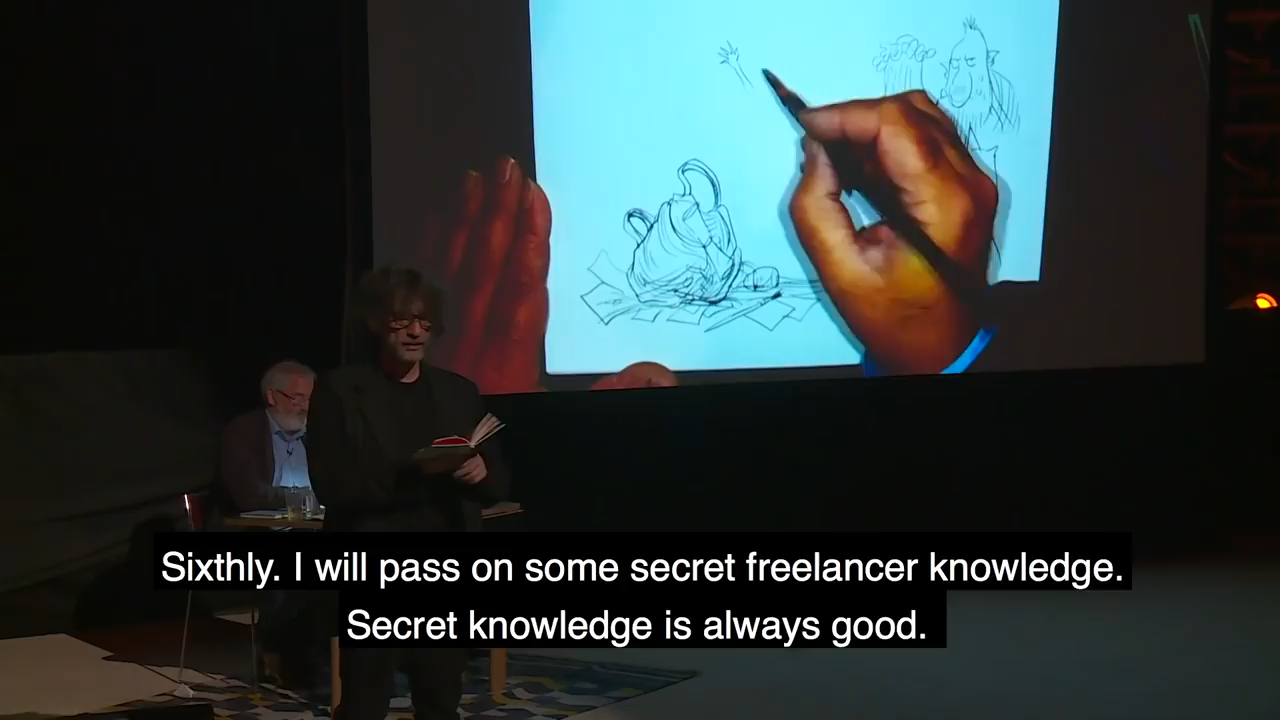 Sixthly. I will pass on some secret freelancer knowledge.
Secret knowledge is always good.